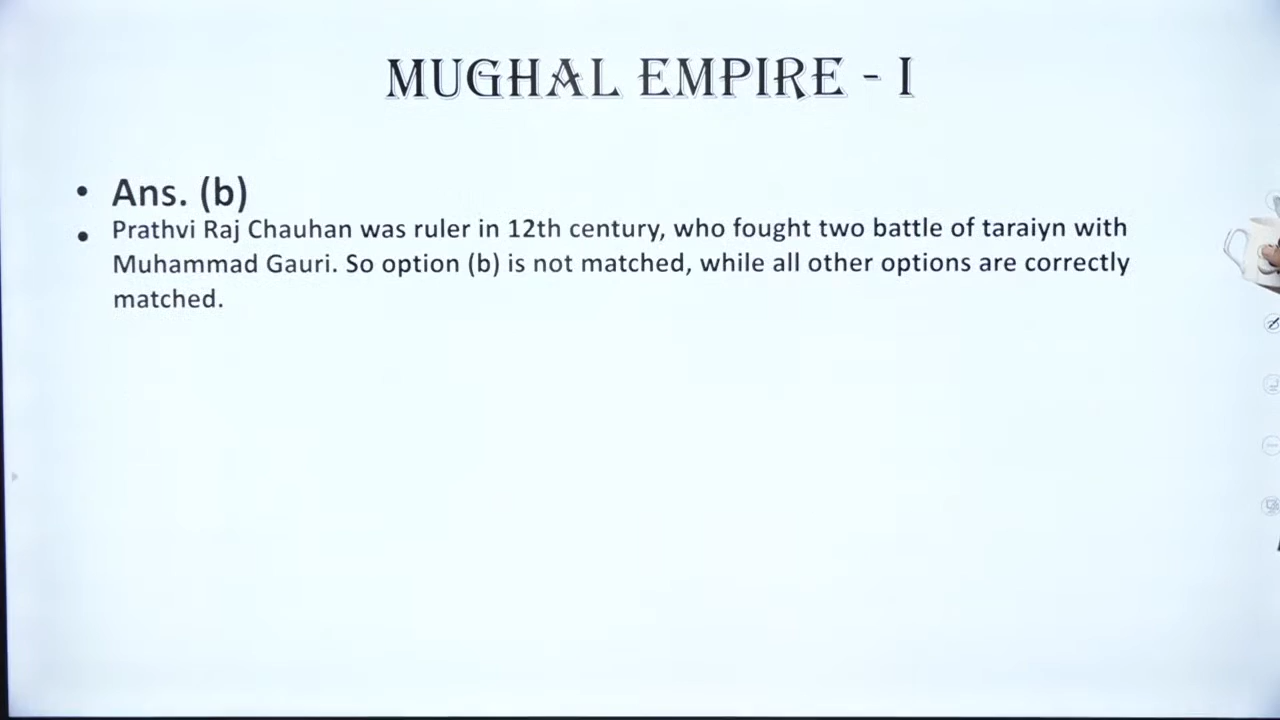 MUGHAL EMPIRE - I
• Ans. (b)
• Prathvi Raj Chauhan was ruler in 12th century, who fought two battle of taraiyn with
Muhammad Gauri. So option (b) is not matched, while all other options are correctly
matched.